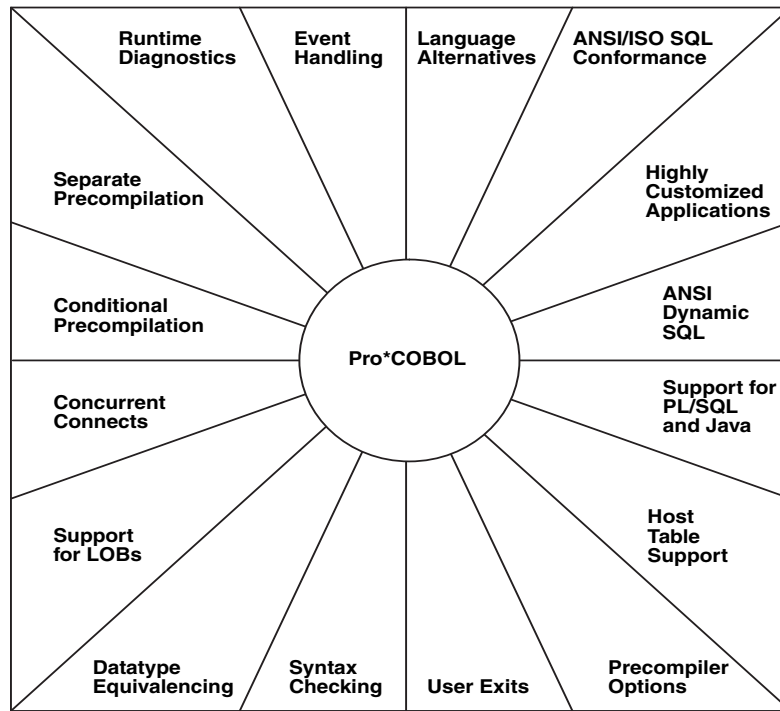 Runtime
Diagnostics
Event
Handling
Language
Alternatives
ANSI/ISO SQL
Conformance
Separate
Precompilation
Highly
Customized
Applications
Conditional
Precompilation
ANSI
Dynamic
SQL
Pro*COBOL
Concurrent
Connects
Support for
PL/SQL
and Java
Support
for LOBs
Host
Table
Support
Datatype
Equivalencing
Syntax
Checking
User Exits
Precompiler
Options